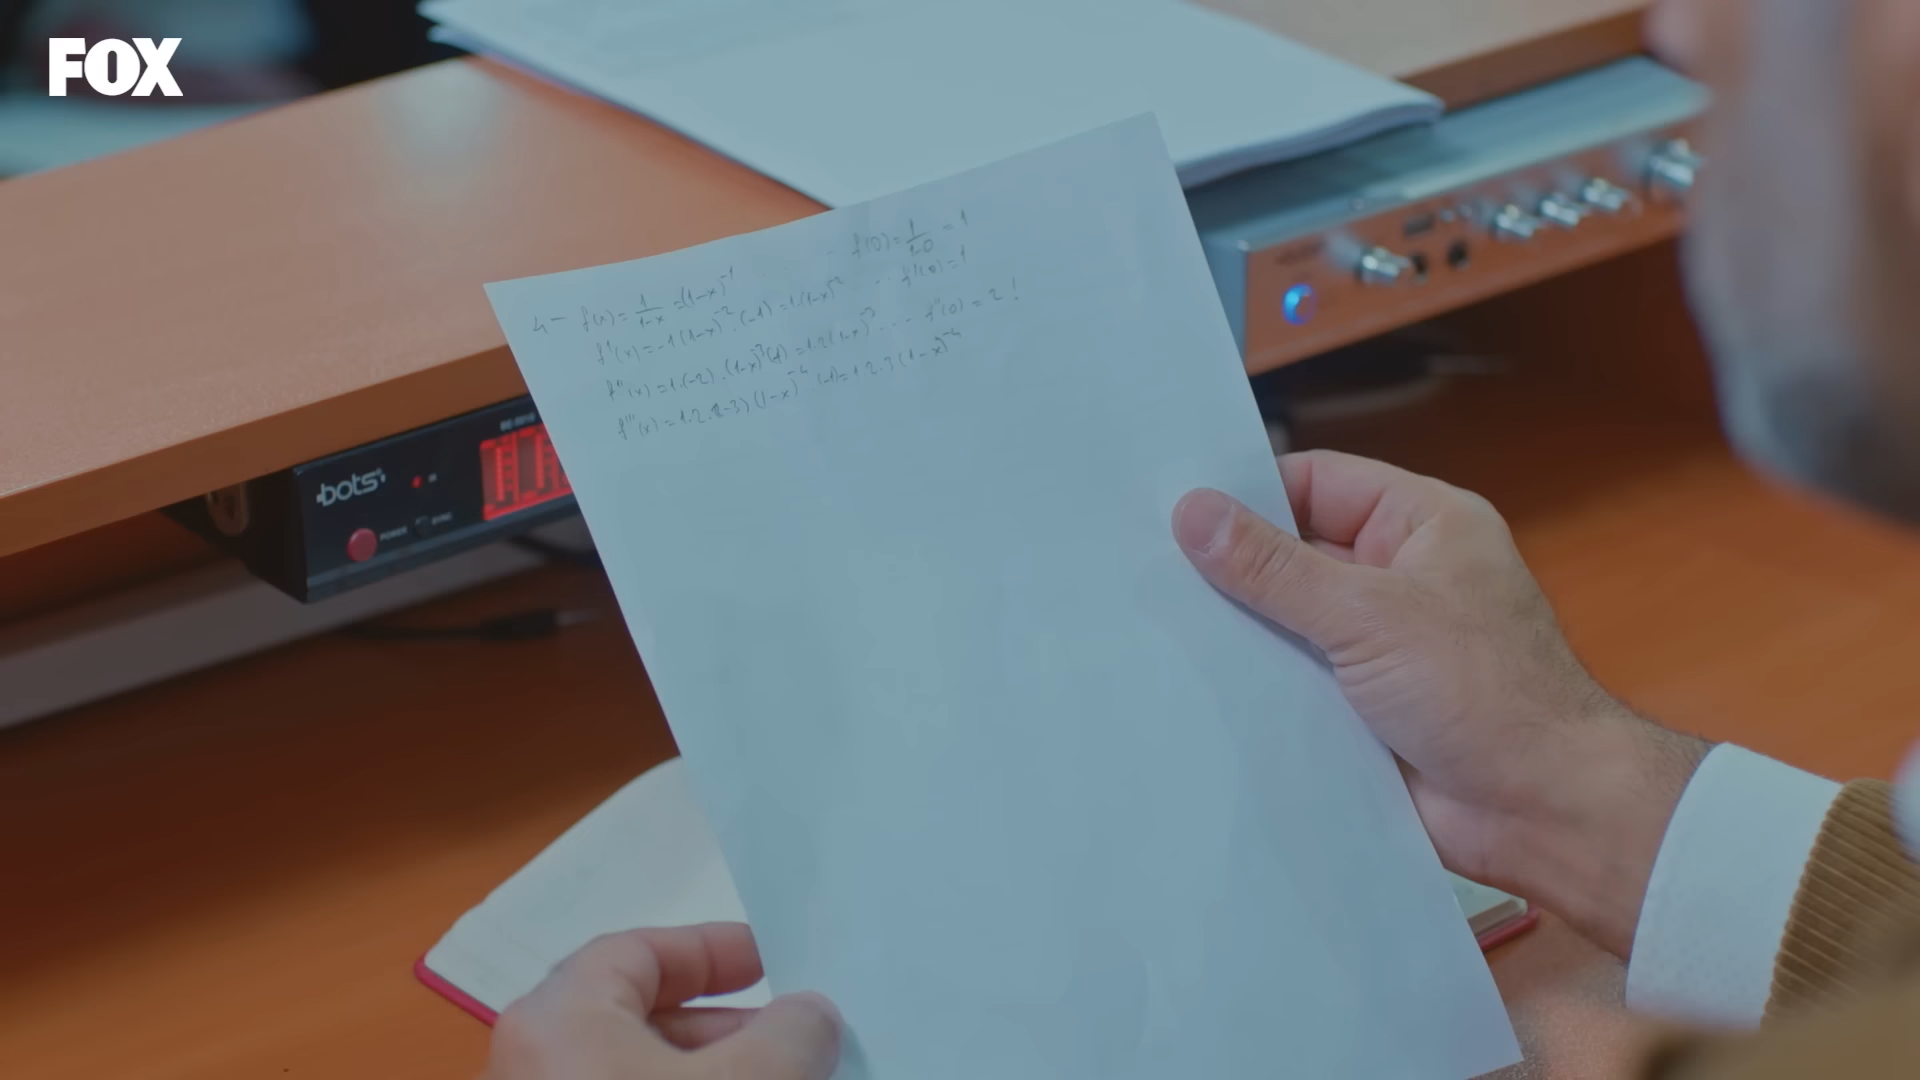 FOX
4- f(x) = 1/(1-x) = (1-x)^-1 .. f(0) = 1/(1-0) = 1
f'(x) = -1(1-x)^-2 . (-1) = 1.(1-x)^-2 .. f'(0) = 1
f''(x) = 1.(-2).(1-x)^-3 (-1) = 1.2(1-x)^-3 ... f''(0) = 2!
f'''(x) = 1.2.(-3)(1-x)^-4 (-1) = 1.2.3(1-x)^-4
bots
POWER